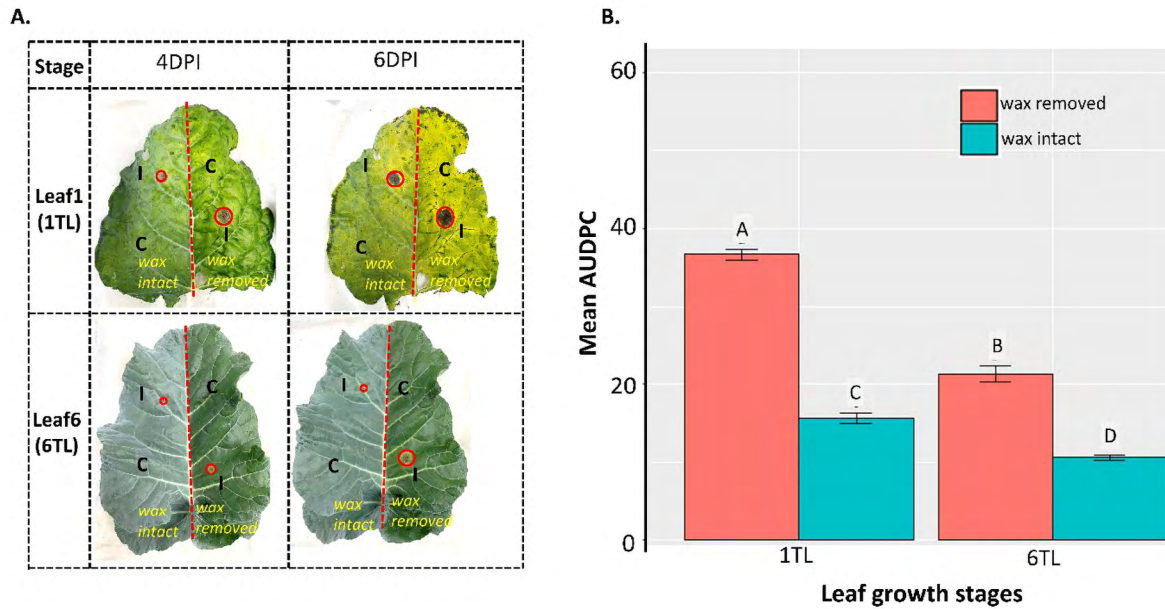 A.
Stage
4DPI
6DPI
Leaf1
(1TL)
I
C
I
C
wax
intact
wax
removed
I
C
I
C
wax
intact
wax
removed
Leaf6
(6TL)
I
C
C
I
wax
intact
wax
removed
I
C
C
I
wax
intact
wax
removed
B.
Mean AUDPC
60
40
20
0
wax removed
wax intact
A
C
B
D
1TL
6TL
Leaf growth stages